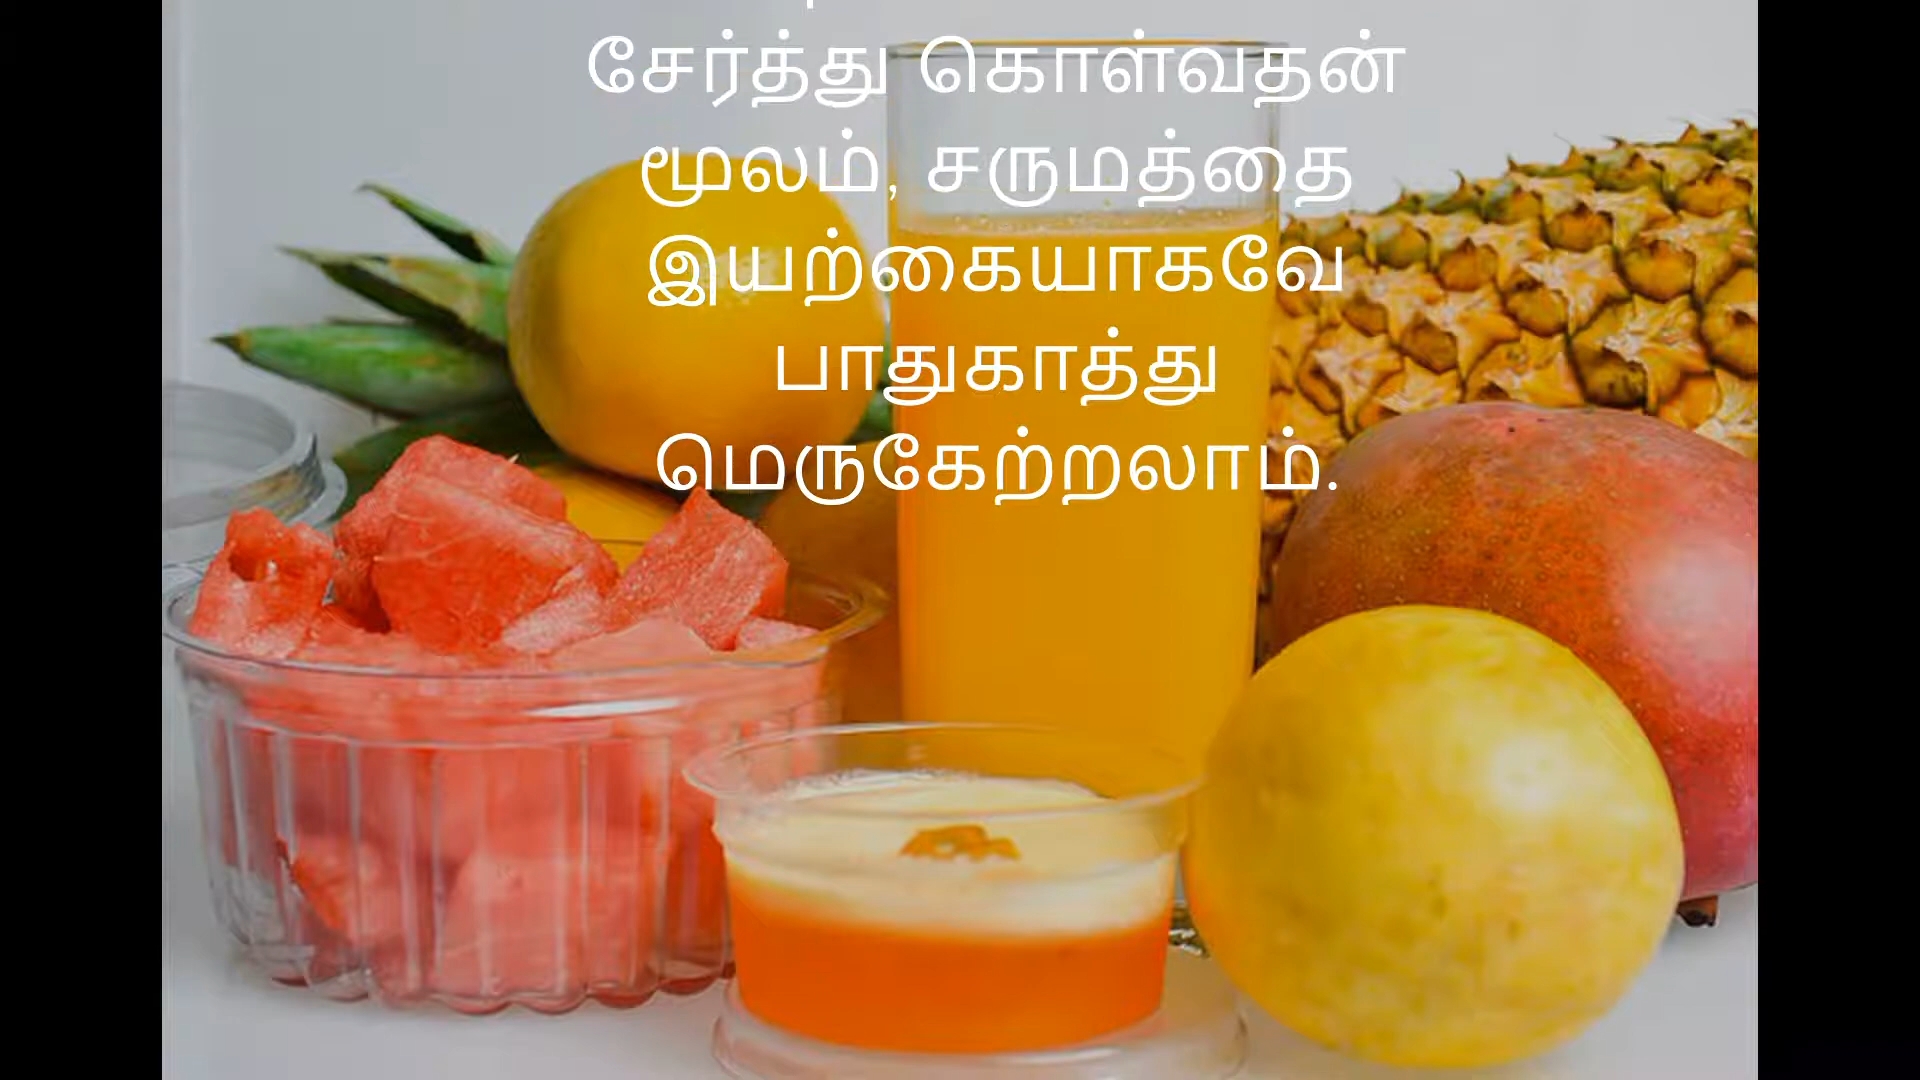 சேர்த்து கொள்வதன்
மூலம், சருமத்தை
இயற்கையாகவே
பாதுகாத்து
மெருகேற்றலாம்.